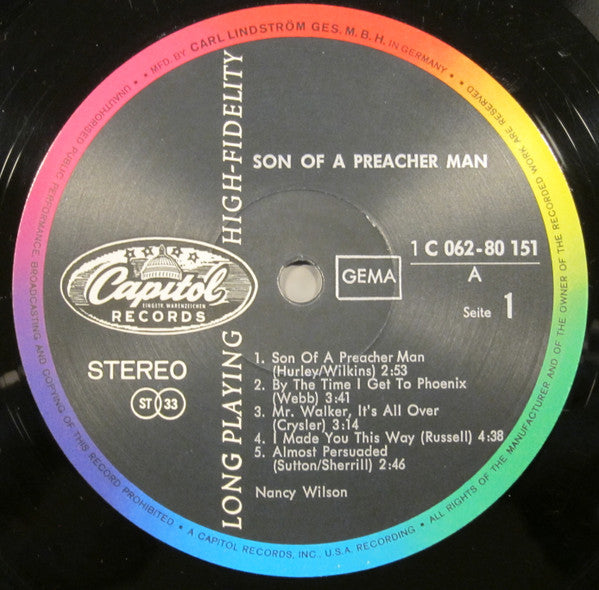 MFD. BY CARL LINDSTRÖM GES. M. B. H. IN GERMANY •
• ALL RIGHTS OF THE MANUFACTURER AND OF THE OWNER OF THE RECORDED WORK ARE RESERVED
UNAUTHORISED PUBLIC PERFORMANCE, BROADCASTING AND COPYING OF THIS RECORD PROHIBITED •
• A CAPITOL RECORDS, INC., U.S.A. RECORDING.
LONG PLAYING HIGH-FIDELITY
SON OF A PREACHER MAN
1 C 062-80 151
A
GEMA
Seite 1
Capitol
EINGETR. WARENZEICHEN
RECORDS
STEREO
ST 33
1. Son Of A Preacher Man
(Hurley/Wilkins) 2:53
2. By The Time I Get To Phoenix
(Webb) 3:41
3. Mr. Walker, It's All Over
(Crysler) 3:14
4. I Made You This Way (Russell) 4:38
5. Almost Persuaded
(Sutton/Sherrill) 2:46
Nancy Wilson